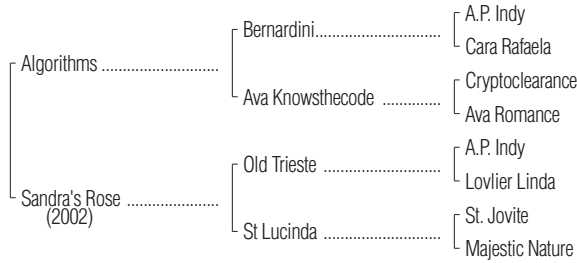 A.P. Indy
Bernardini......................................
Cara Rafaela
Algorithms ...................................
Cryptoclearance
Ava Knowsthecode ..................
Ava Romance
A.P. Indy
Old Trieste ....................................
Lovlier Linda
Sandra's Rose ............................
(2002)
St. Jovite
St Lucinda .....................................
Majestic Nature